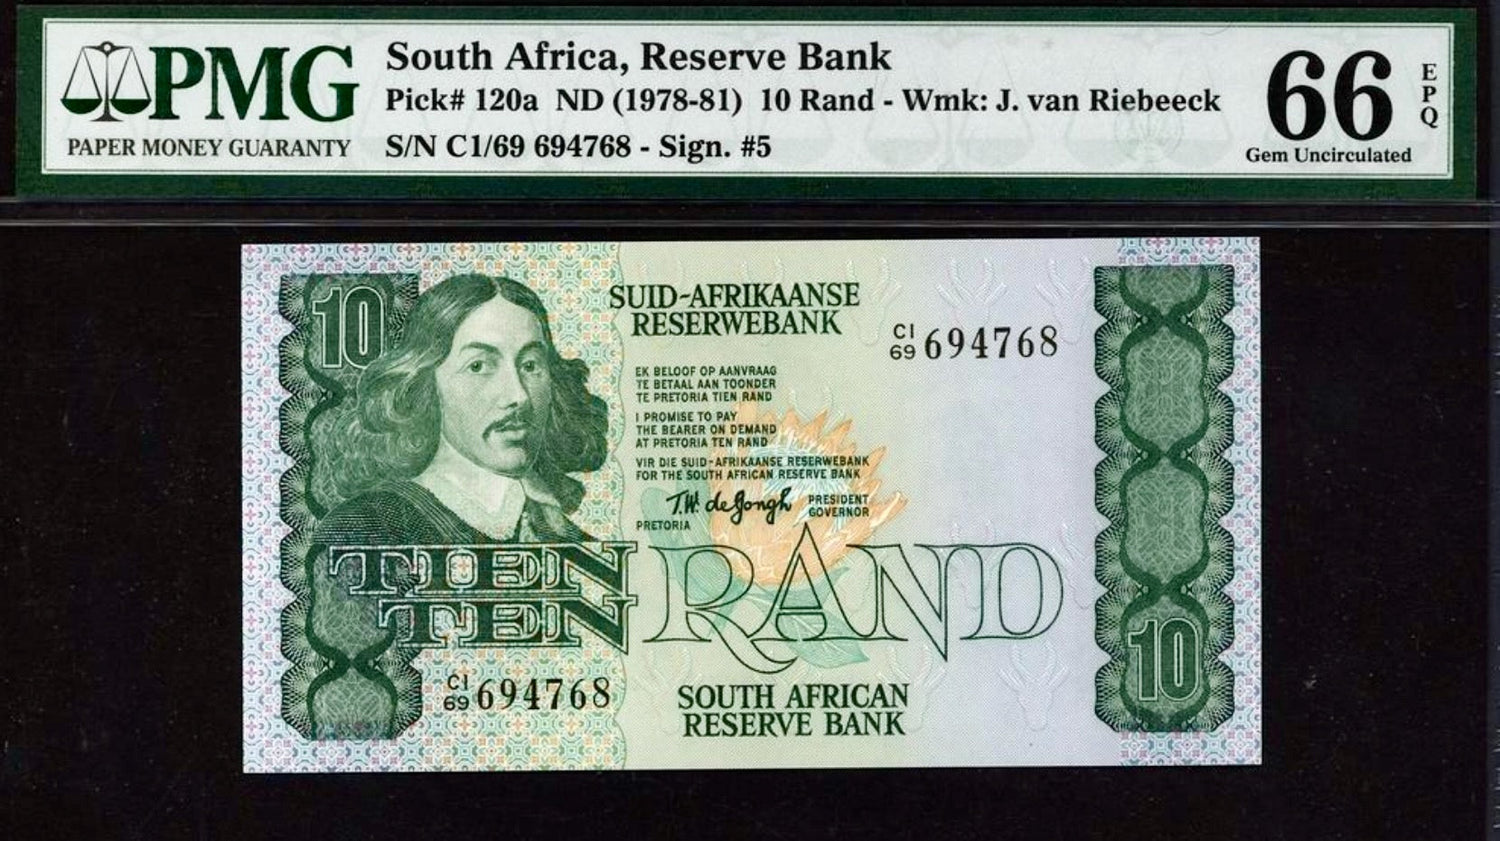 PMG
PAPER MONEY GUARANTY
South Africa, Reserve Bank
Pick# 120a ND (1978-81) 10 Rand - Wmk: J. van Riebeeck
S/N C1/69 694768 - Sign. #5
66
EPQ
Gem Uncirculated
10
SUID-AFRIKAANSE
RESERWEBANK
C1
69 694768
EK BELOOF OP AANVRAAG
TE BETAAL AAN TOONDER
TE PRETORIA TIEN RAND
I PROMISE TO PAY
THE BEARER ON DEMAND
AT PRETORIA TEN RAND
VIR DIE SUID-AFRIKAANSE RESERWEBANK
FOR THE SOUTH AFRICAN RESERVE BANK
T.W. de Jongh
PRESIDENT
GOVERNOR
PRETORIA
TIEN
TEN
RAND
10
C1
69 694768
SOUTH AFRICAN
RESERVE BANK